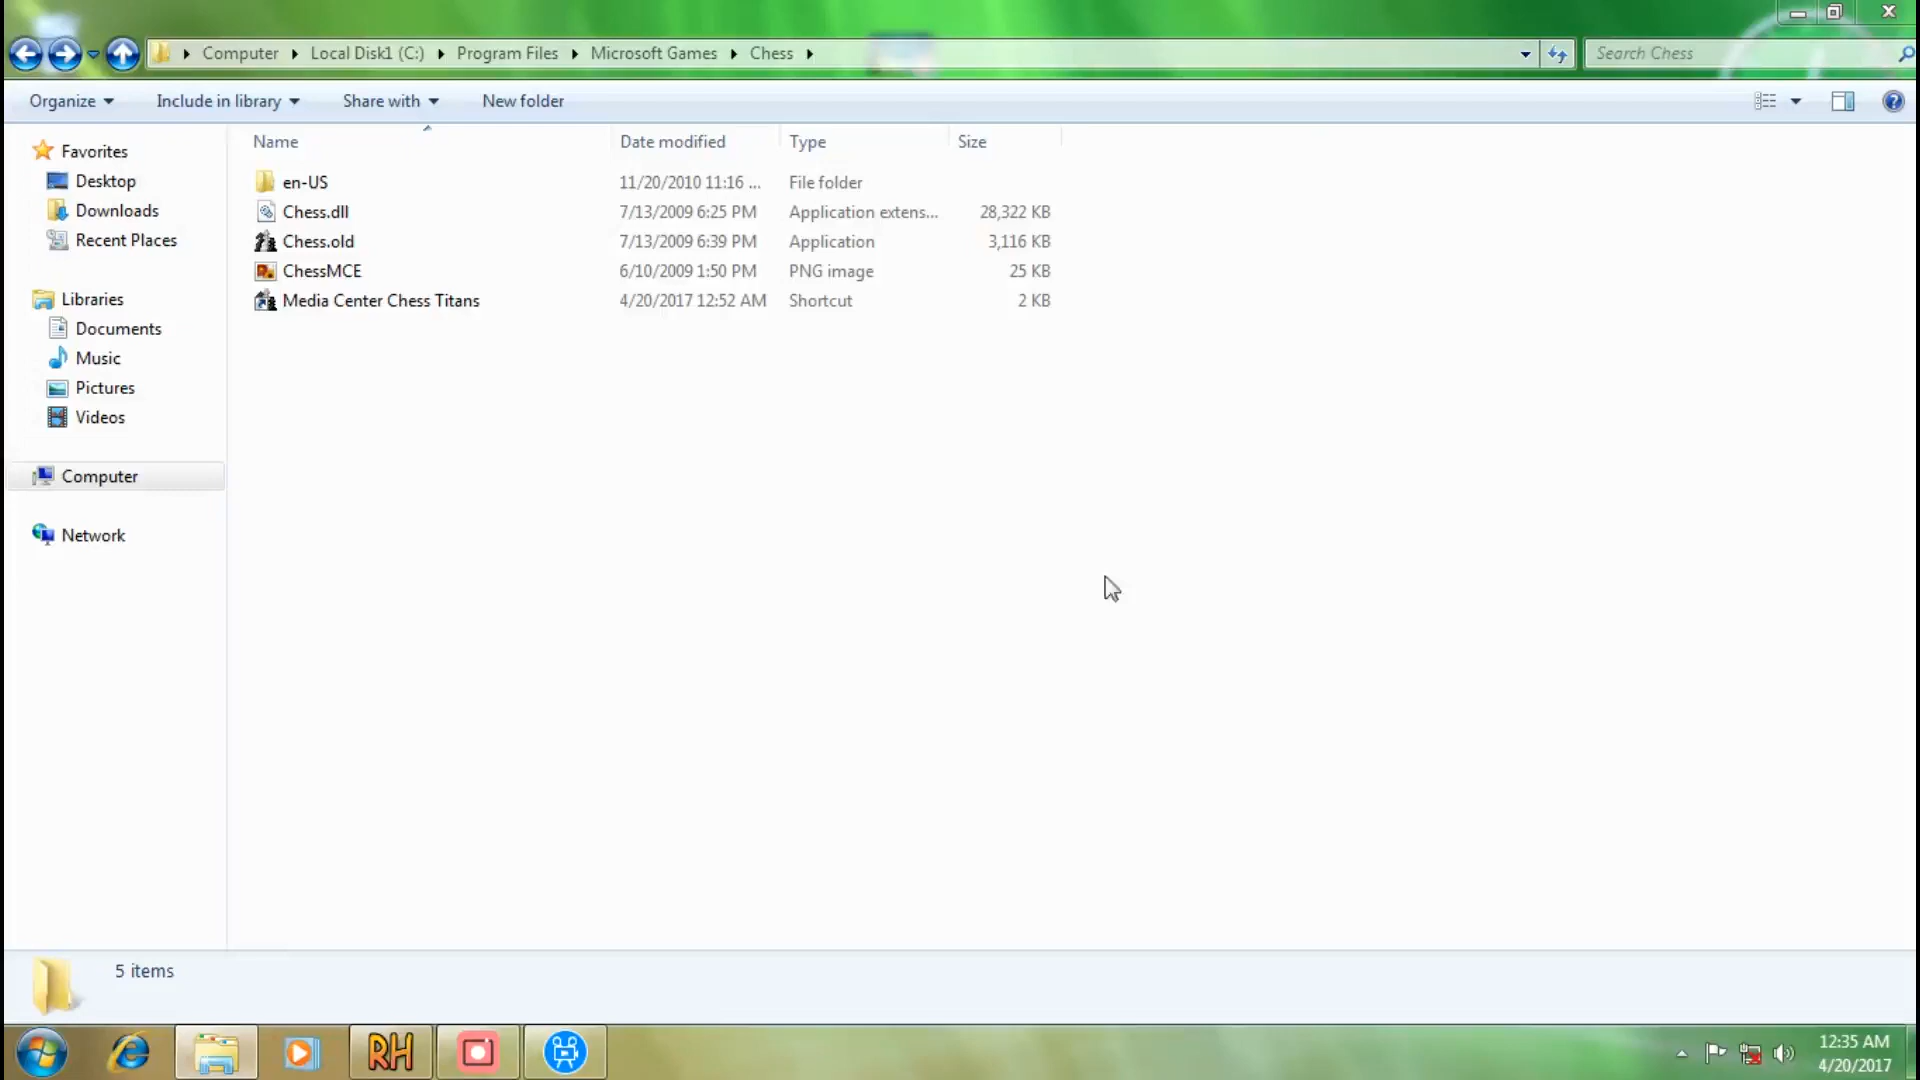 Computer Local Disk1 (C:) Program Files Microsoft Games Chess Search Chess
Organize Include in library Share with New folder
Name Date modified Type Size
Favorites
Desktop
Downloads
Recent Places
Libraries
Documents
Music
Pictures
Videos
Computer
Network
en-US 11/20/2010 11:16 ... File folder
Chess.dll 7/13/2009 6:25 PM Application extens... 28,322 KB
Chess.old 7/13/2009 6:39 PM Application 3,116 KB
ChessMCE 6/10/2009 1:50 PM PNG image 25 KB
Media Center Chess Titans 4/20/2017 12:52 AM Shortcut 2 KB
5 items
RH
12:35 AM
4/20/2017